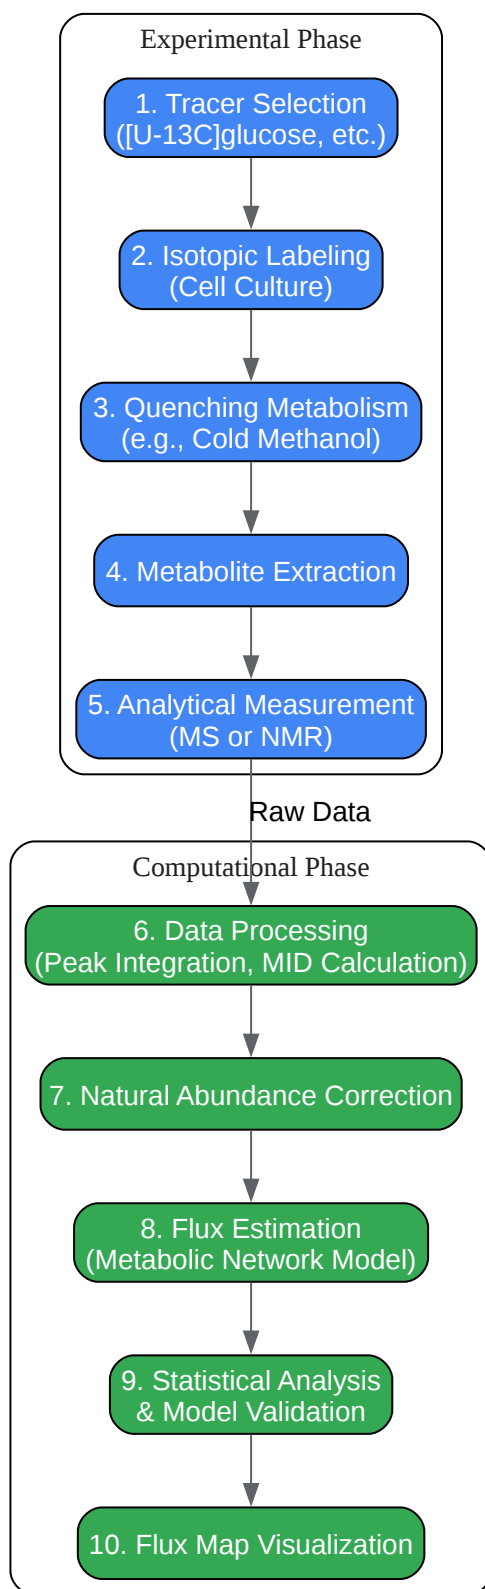 Experimental Phase
1. Tracer Selection
([U-13C]glucose, etc.)
2. Isotopic Labeling
(Cell Culture)
3. Quenching Metabolism
(e.g., Cold Methanol)
4. Metabolite Extraction
5. Analytical Measurement
(MS or NMR)
Raw Data
Computational Phase
6. Data Processing
(Peak Integration, MID Calculation)
7. Natural Abundance Correction
8. Flux Estimation
(Metabolic Network Model)
9. Statistical Analysis
& Model Validation
10. Flux Map Visualization